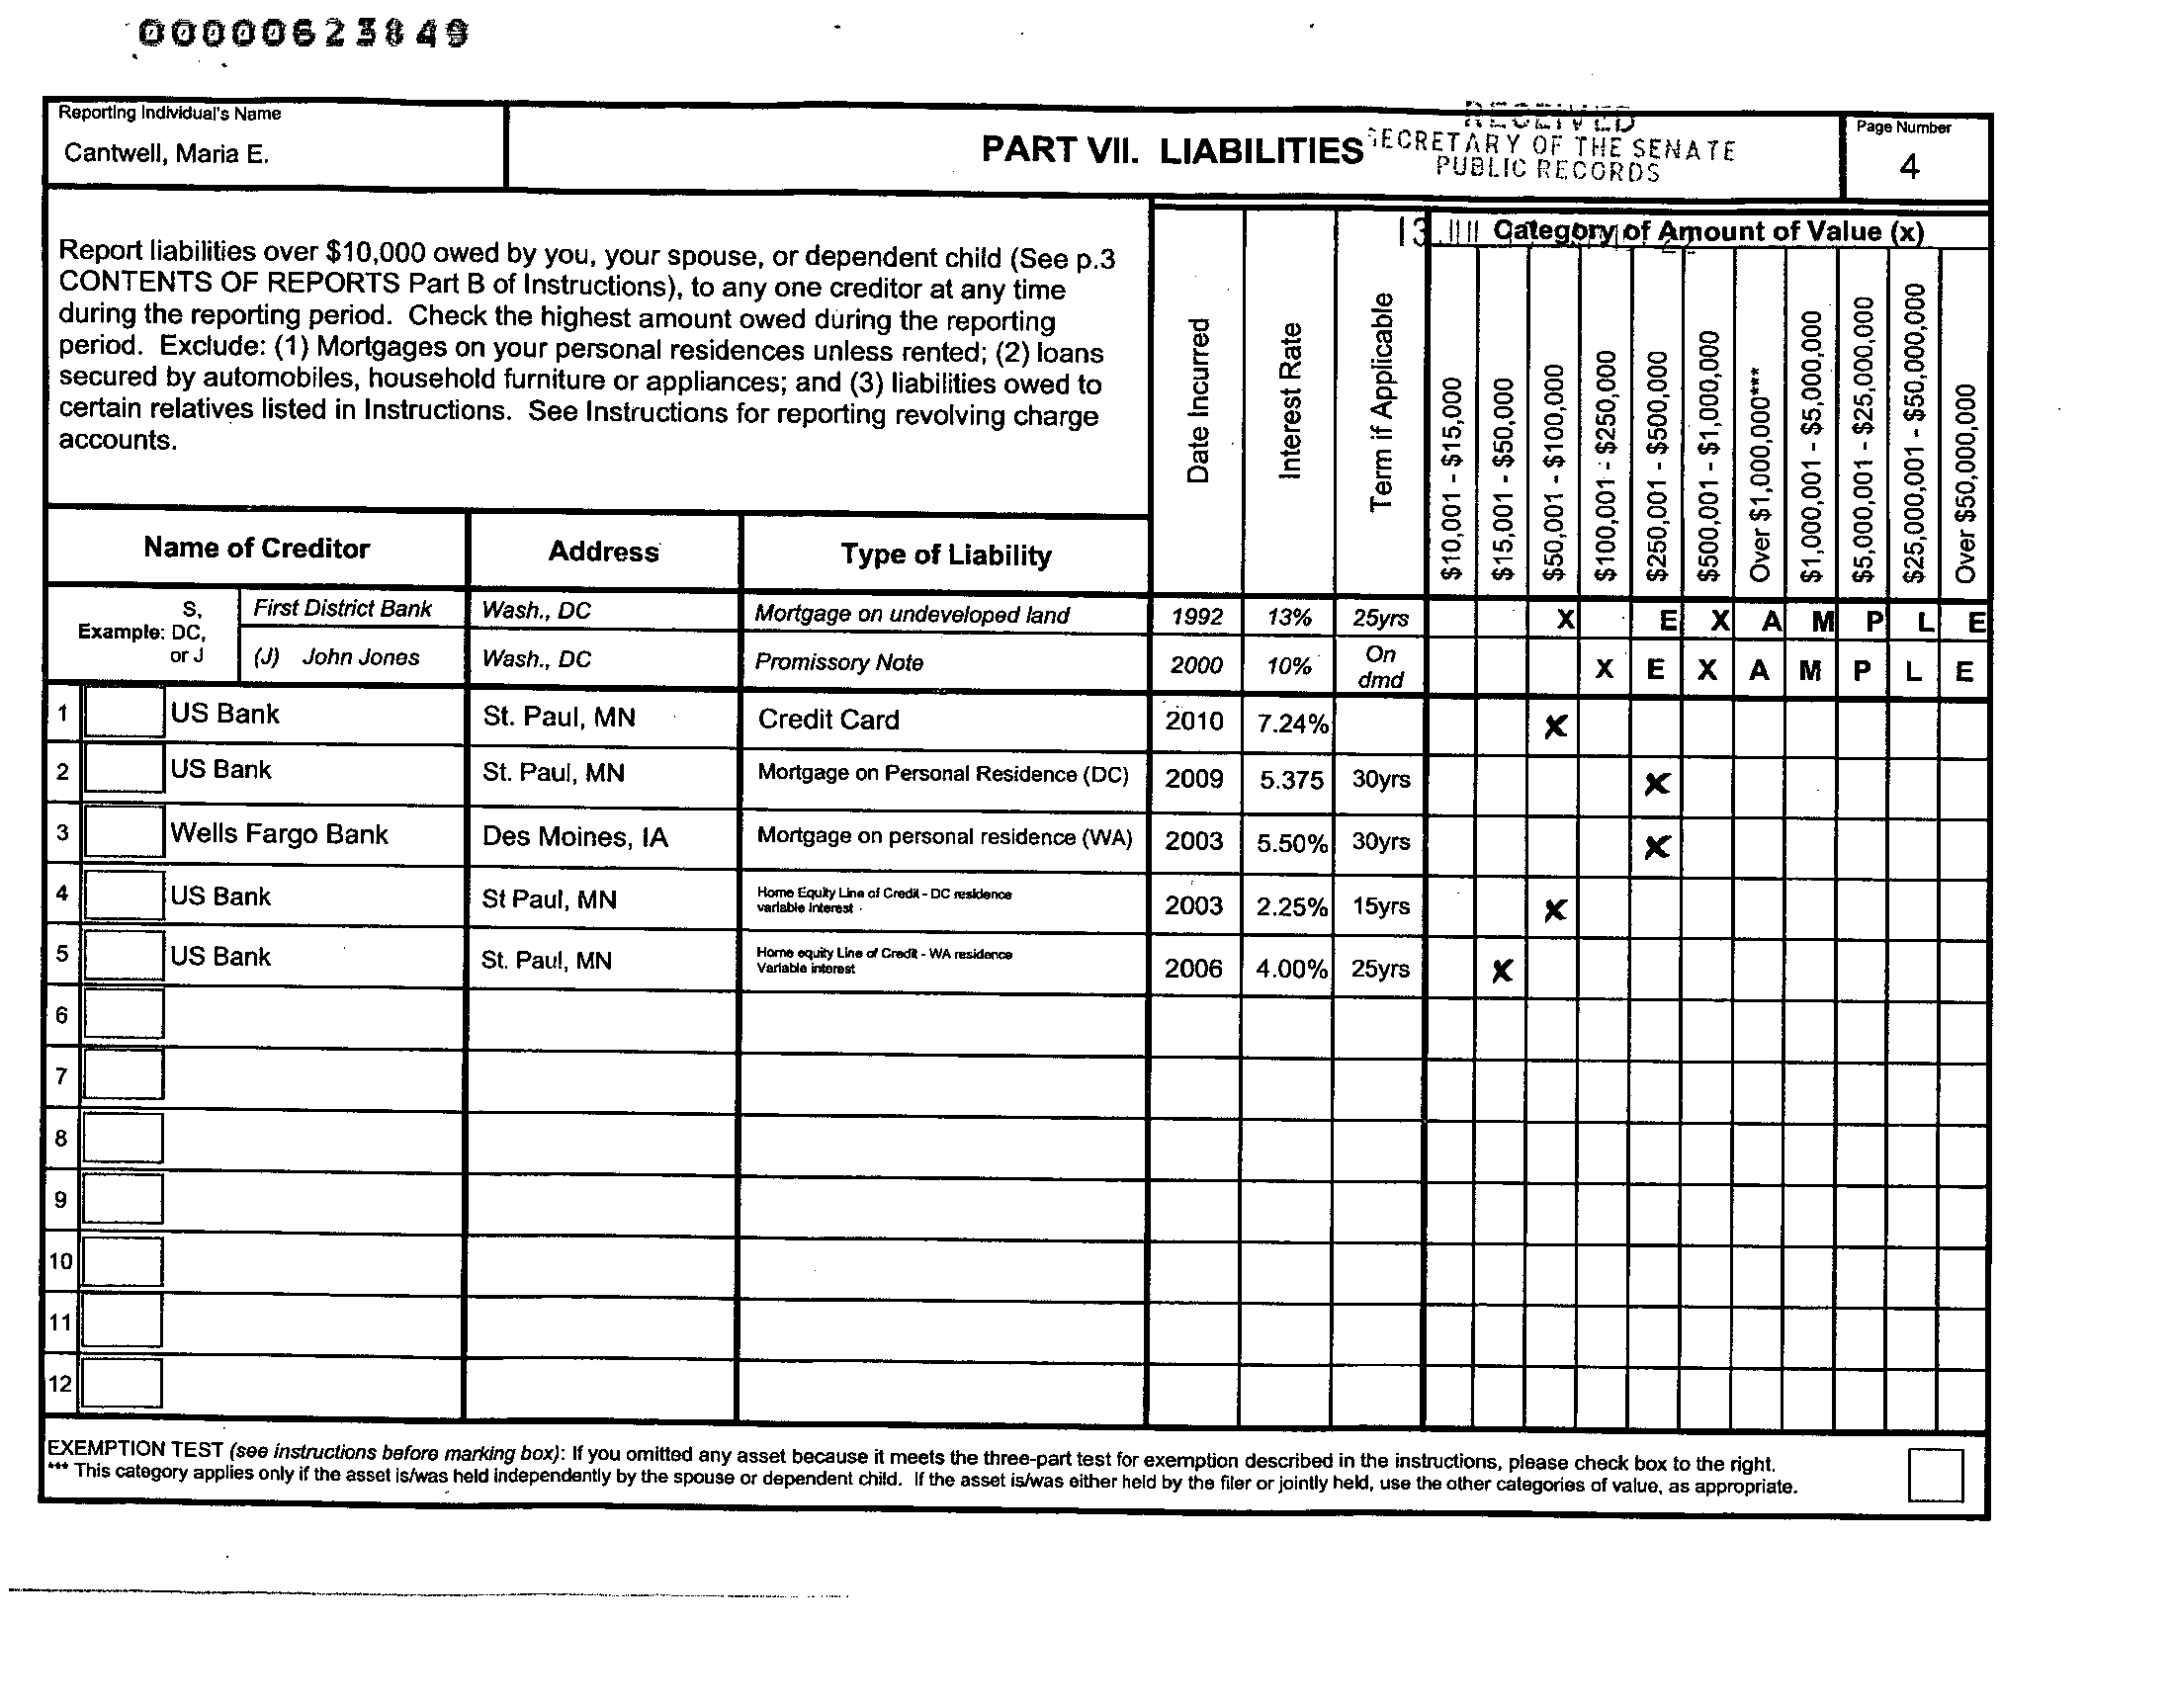 00000623849
Reporting Individual's Name
Cantwell, Maria E.
PART VII. LIABILITIES
RECEIVED
SECRETARY OF THE SENATE
PUBLIC RECORDS
Page Number
4
Report liabilities over $10,000 owed by you, your spouse, or dependent child (See p.3
CONTENTS OF REPORTS Part B of Instructions), to any one creditor at any time
during the reporting period. Check the highest amount owed during the reporting
period. Exclude: (1) Mortgages on your personal residences unless rented; (2) loans
secured by automobiles, household furniture or appliances; and (3) liabilities owed to
certain relatives listed in Instructions. See Instructions for reporting revolving charge
accounts.
Date Incurred
Interest Rate
Term if Applicable
13
Category of Amount of Value (x)
$10,001 - $15,000
$15,001 - $50,000
$50,001 - $100,000
$100,001 - $250,000
$250,001 - $500,000
$500,001 - $1,000,000
Over $1,000,000***
$1,000,001 - $5,000,000
$5,000,001 - $25,000,000
$25,000,001 - $50,000,000
Over $50,000,000
Name of Creditor Address Type of Liability
Example: S, DC, or J
First District Bank Wash., DC Mortgage on undeveloped land 1992 13% 25yrs X E X A M P L E
(J) John Jones Wash., DC Promissory Note 2000 10% On dmd X E X A M P L E
1 US Bank St. Paul, MN Credit Card 2010 7.24% X
2 US Bank St. Paul, MN Mortgage on Personal Residence (DC) 2009 5.375 30yrs X
3 Wells Fargo Bank Des Moines, IA Mortgage on personal residence (WA) 2003 5.50% 30yrs X
4 US Bank St Paul, MN Home Equity Line of Credit - DC residence variable Interest 2003 2.25% 15yrs X
5 US Bank St. Paul, MN Home equity Line of Credit - WA residence Variable interest 2006 4.00% 25yrs X
6
7
8
9
10
11
12
EXEMPTION TEST (see instructions before marking box): If you omitted any asset because it meets the three-part test for exemption described in the instructions, please check box to the right.
*** This category applies only if the asset is/was held independently by the spouse or dependent child. If the asset is/was either held by the filer or jointly held, use the other categories of value, as appropriate.